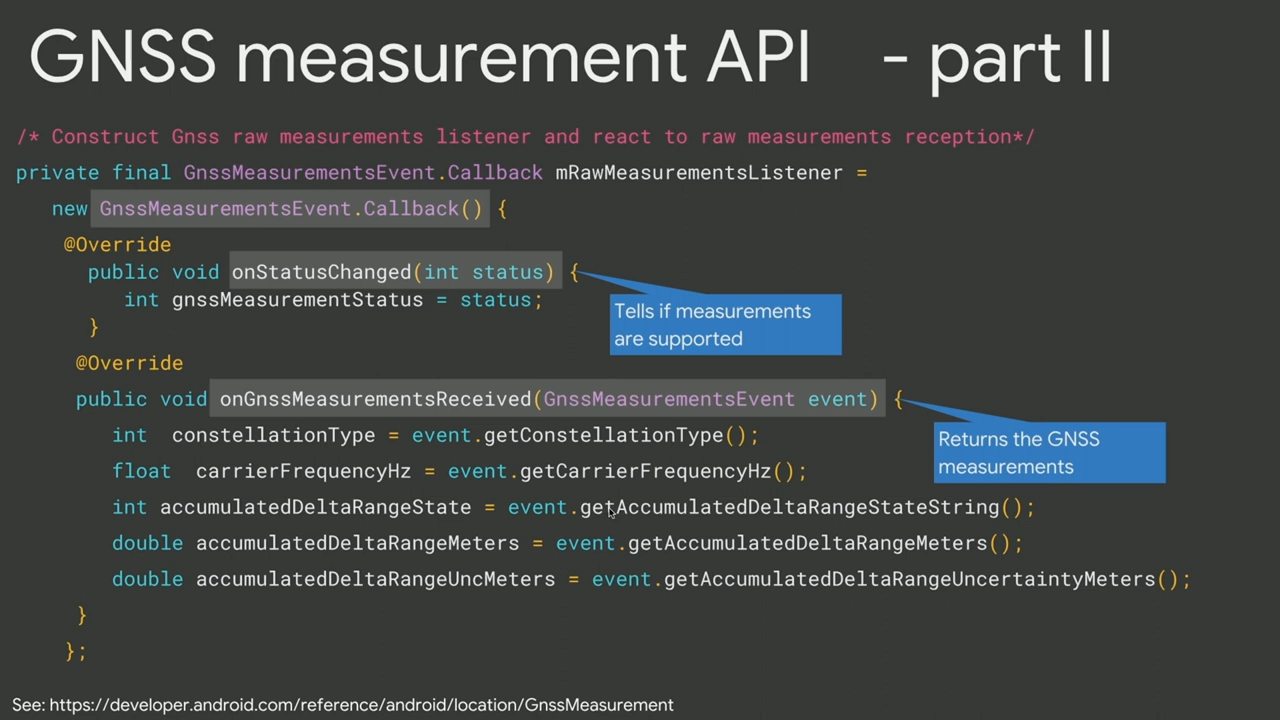 GNSS measurement API - part II
/* Construct Gnss raw measurements listener and react to raw measurements reception*/
private final GnssMeasurementsEvent.Callback mRawMeasurementsListener =
new GnssMeasurementsEvent.Callback() {
@Override
public void onStatusChanged(int status) {
int gnssMeasurementStatus = status;
}
Tells if measurements
are supported
@Override
public void onGnssMeasurementsReceived(GnssMeasurementsEvent event) {
int constellationType = event.getConstellationType();
float carrierFrequencyHz = event.getCarrierFrequencyHz();
Returns the GNSS
measurements
int accumulatedDeltaRangeState = event.getAccumulatedDeltaRangeStateString();
double accumulatedDeltaRangeMeters = event.getAccumulatedDeltaRangeMeters();
double accumulatedDeltaRangeUncMeters = event.getAccumulatedDeltaRangeUncertaintyMeters();
}
};
See: https://developer.android.com/reference/android/location/GnssMeasurement